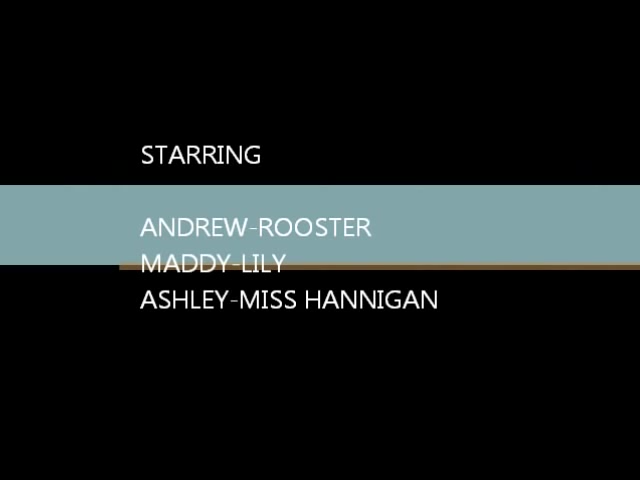 STARRING
ANDREW-ROOSTER
MADDY-LILY
ASHLEY-MISS HANNIGAN